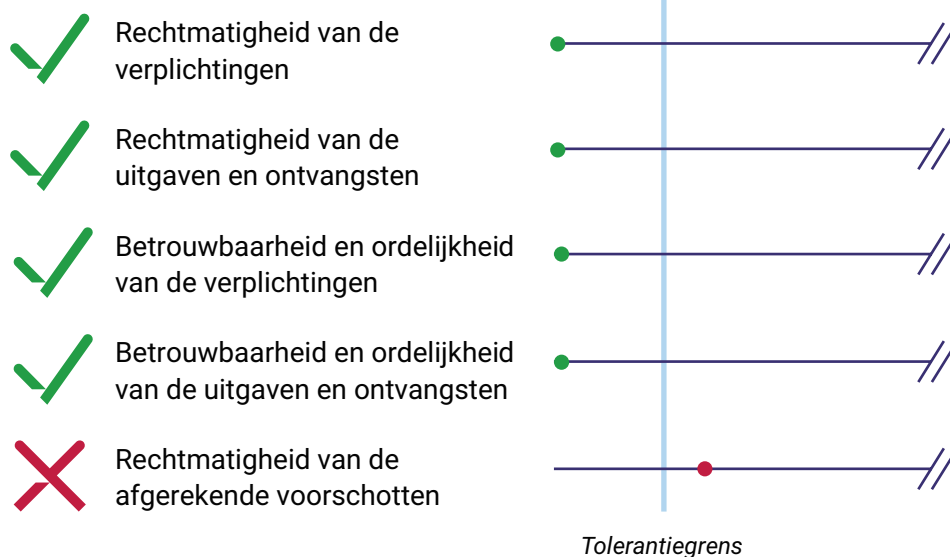 Rechtmatigheid van de
verplichtingen
Rechtmatigheid van de
uitgaven en ontvangsten
Betrouwbaarheid en ordelijkheid
van de verplichtingen
Betrouwbaarheid en ordelijkheid
van de uitgaven en ontvangsten
Rechtmatigheid van de
afgerekende voorschotten
Tolerantiegrens